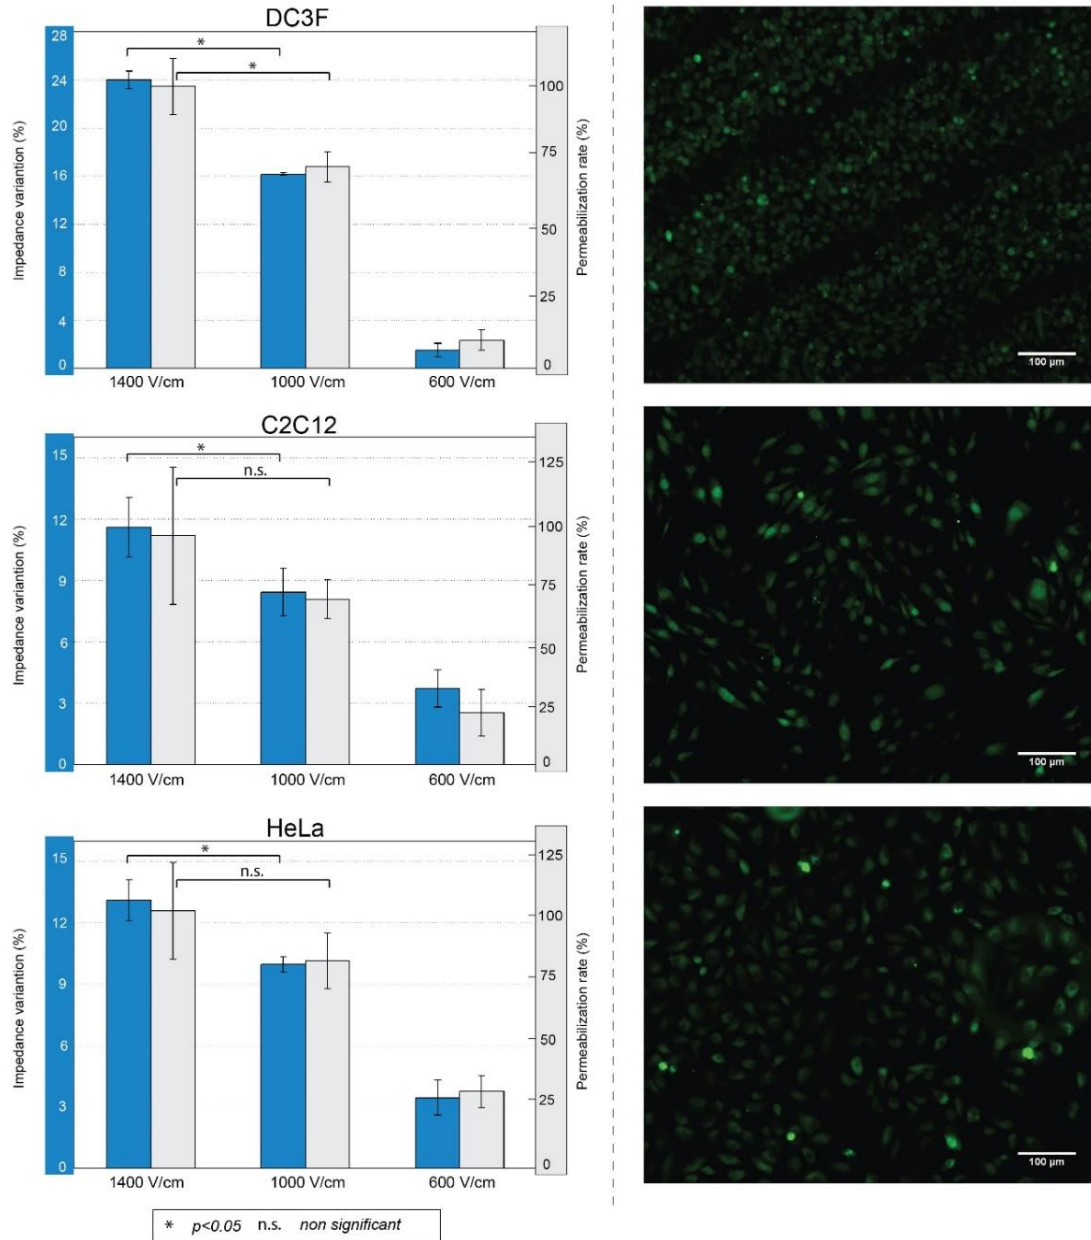 DC3F
Impedance variantion (%)
28
24
20
16
12
8
4
0
*
*
100
75
50
25
0
Permeabilization rate (%)
1400 V/cm
1000 V/cm
600 V/cm
100 µm
C2C12
Impedance variantion (%)
15
12
9
6
3
0
*
n.s.
125
100
75
50
25
0
Permeabilization rate (%)
1400 V/cm
1000 V/cm
600 V/cm
100 µm
HeLa
Impedance variantion (%)
15
12
9
6
3
0
*
n.s.
125
100
75
50
25
0
Permeabilization rate (%)
1400 V/cm
1000 V/cm
600 V/cm
100 µm
* p<0.05 n.s. non significant